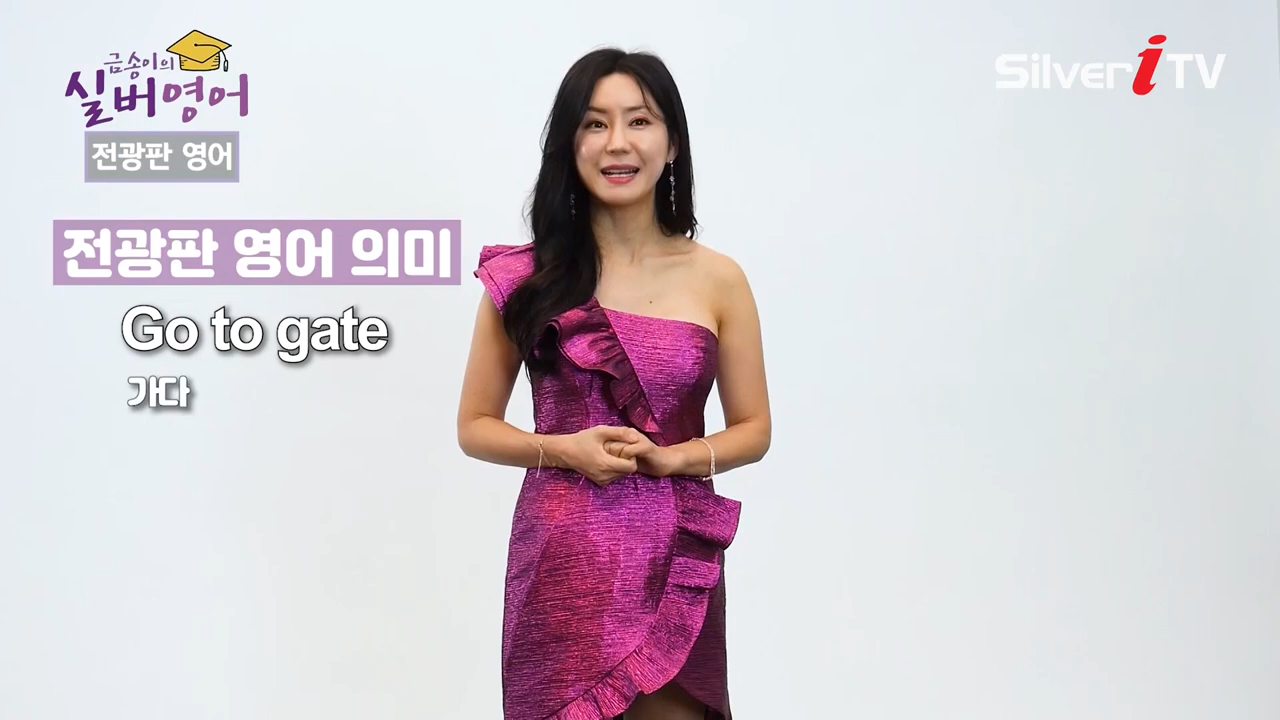 금송이의
실버영어
전광판 영어
전광판 영어 의미
Go to gate
가다
Silver i TV